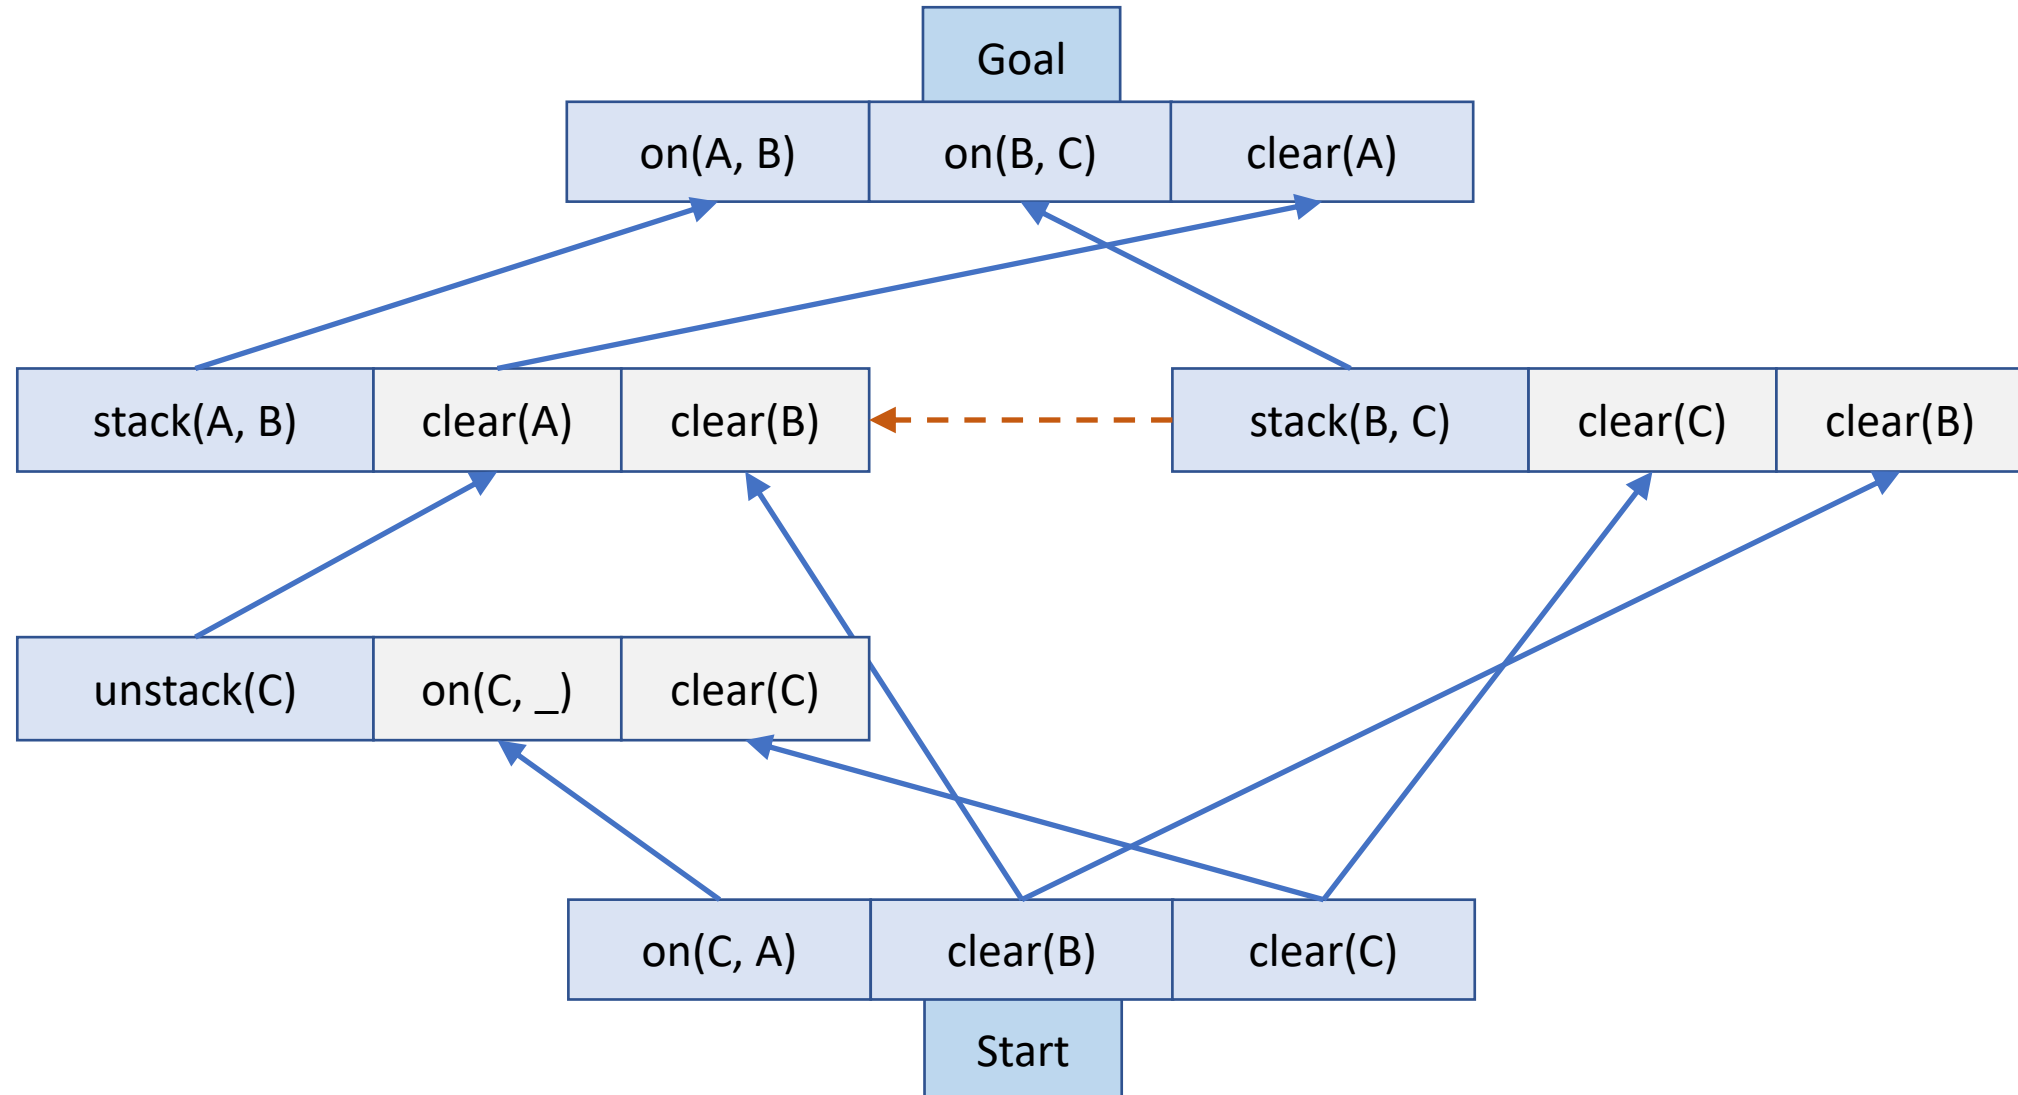 Goal
on(A, B) on(B, C) clear(A)
stack(A, B) clear(A) clear(B) stack(B, C) clear(C) clear(B)
unstack(C) on(C, _) clear(C)
on(C, A) clear(B) clear(C)
Start